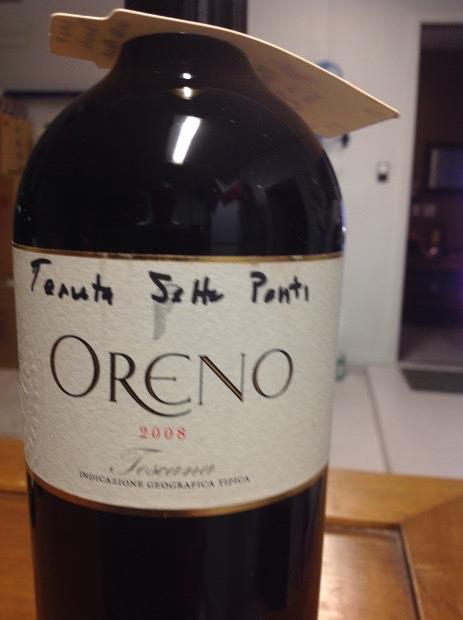 Tenuta Sette Ponti
ORENO
2008
Toscana
INDICAZIONE GEOGRAFICA TIPICA